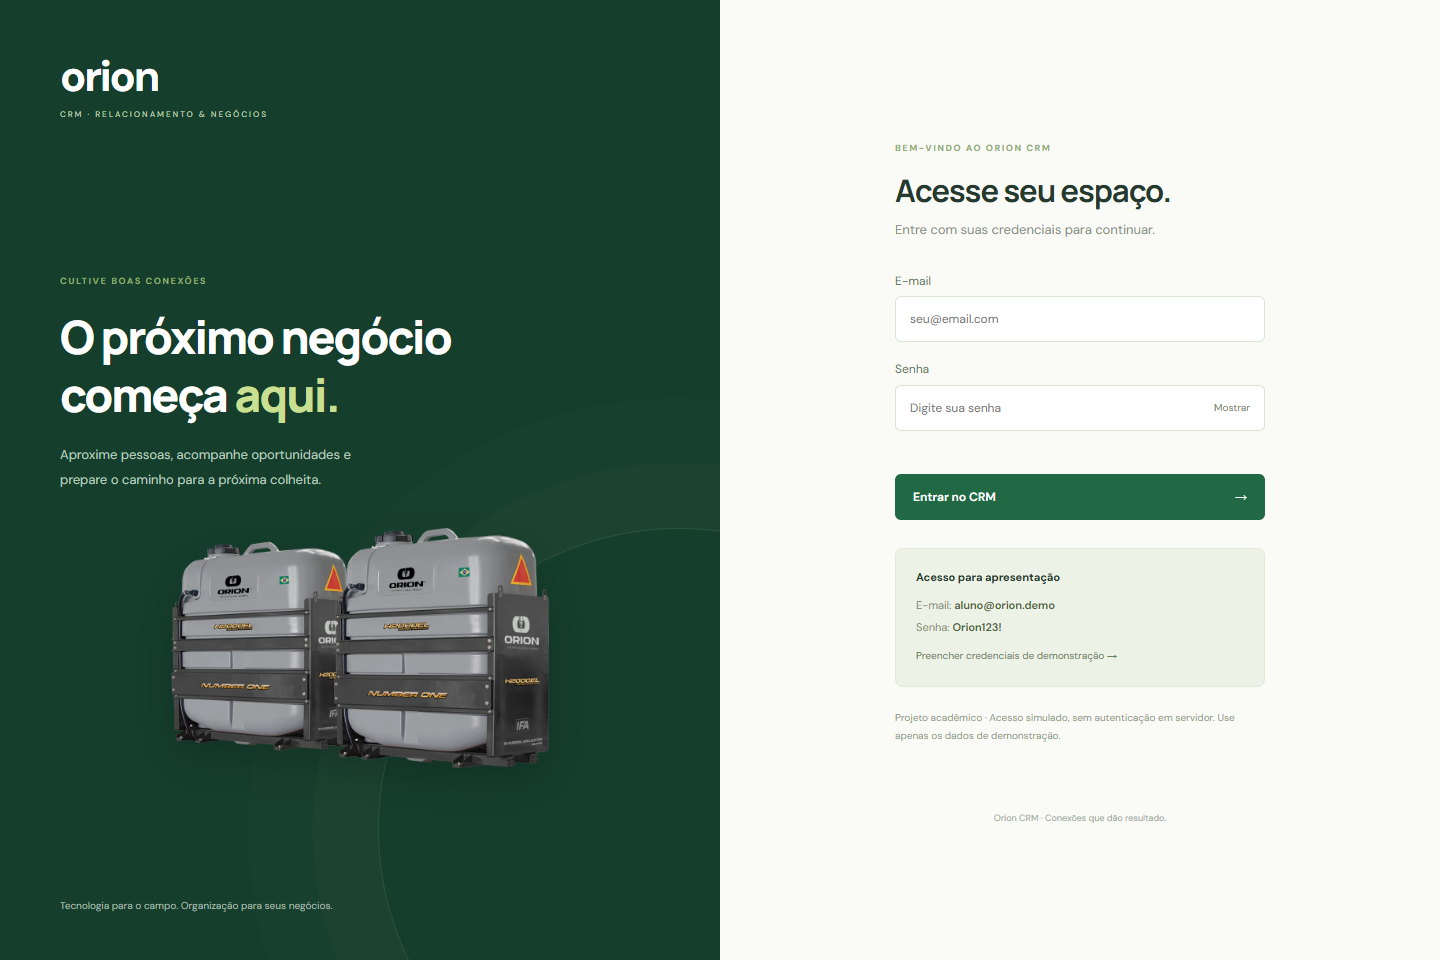 orion
CRM · RELACIONAMENTO & NEGÓCIOS
CULTIVE BOAS CONEXÕES
O próximo negócio
começa aqui.
Aproxime pessoas, acompanhe oportunidades e
prepare o caminho para a próxima colheita.
ORION
ORION
H2000EL
H2000EL
ORION
H2000EL
NUMBER ONE
NUMBER ONE
IFA
Tecnologia para o campo. Organização para seus negócios.
BEM-VINDO AO ORION CRM
Acesse seu espaço.
Entre com suas credenciais para continuar.
E-mail
seu@email.com
Senha
Digite sua senha
Mostrar
Entrar no CRM →
Acesso para apresentação
E-mail: aluno@orion.demo
Senha: Orion123!
Preencher credenciais de demonstração →
Projeto acadêmico · Acesso simulado, sem autenticação em servidor. Use
apenas os dados de demonstração.
Orion CRM · Conexões que dão resultado.